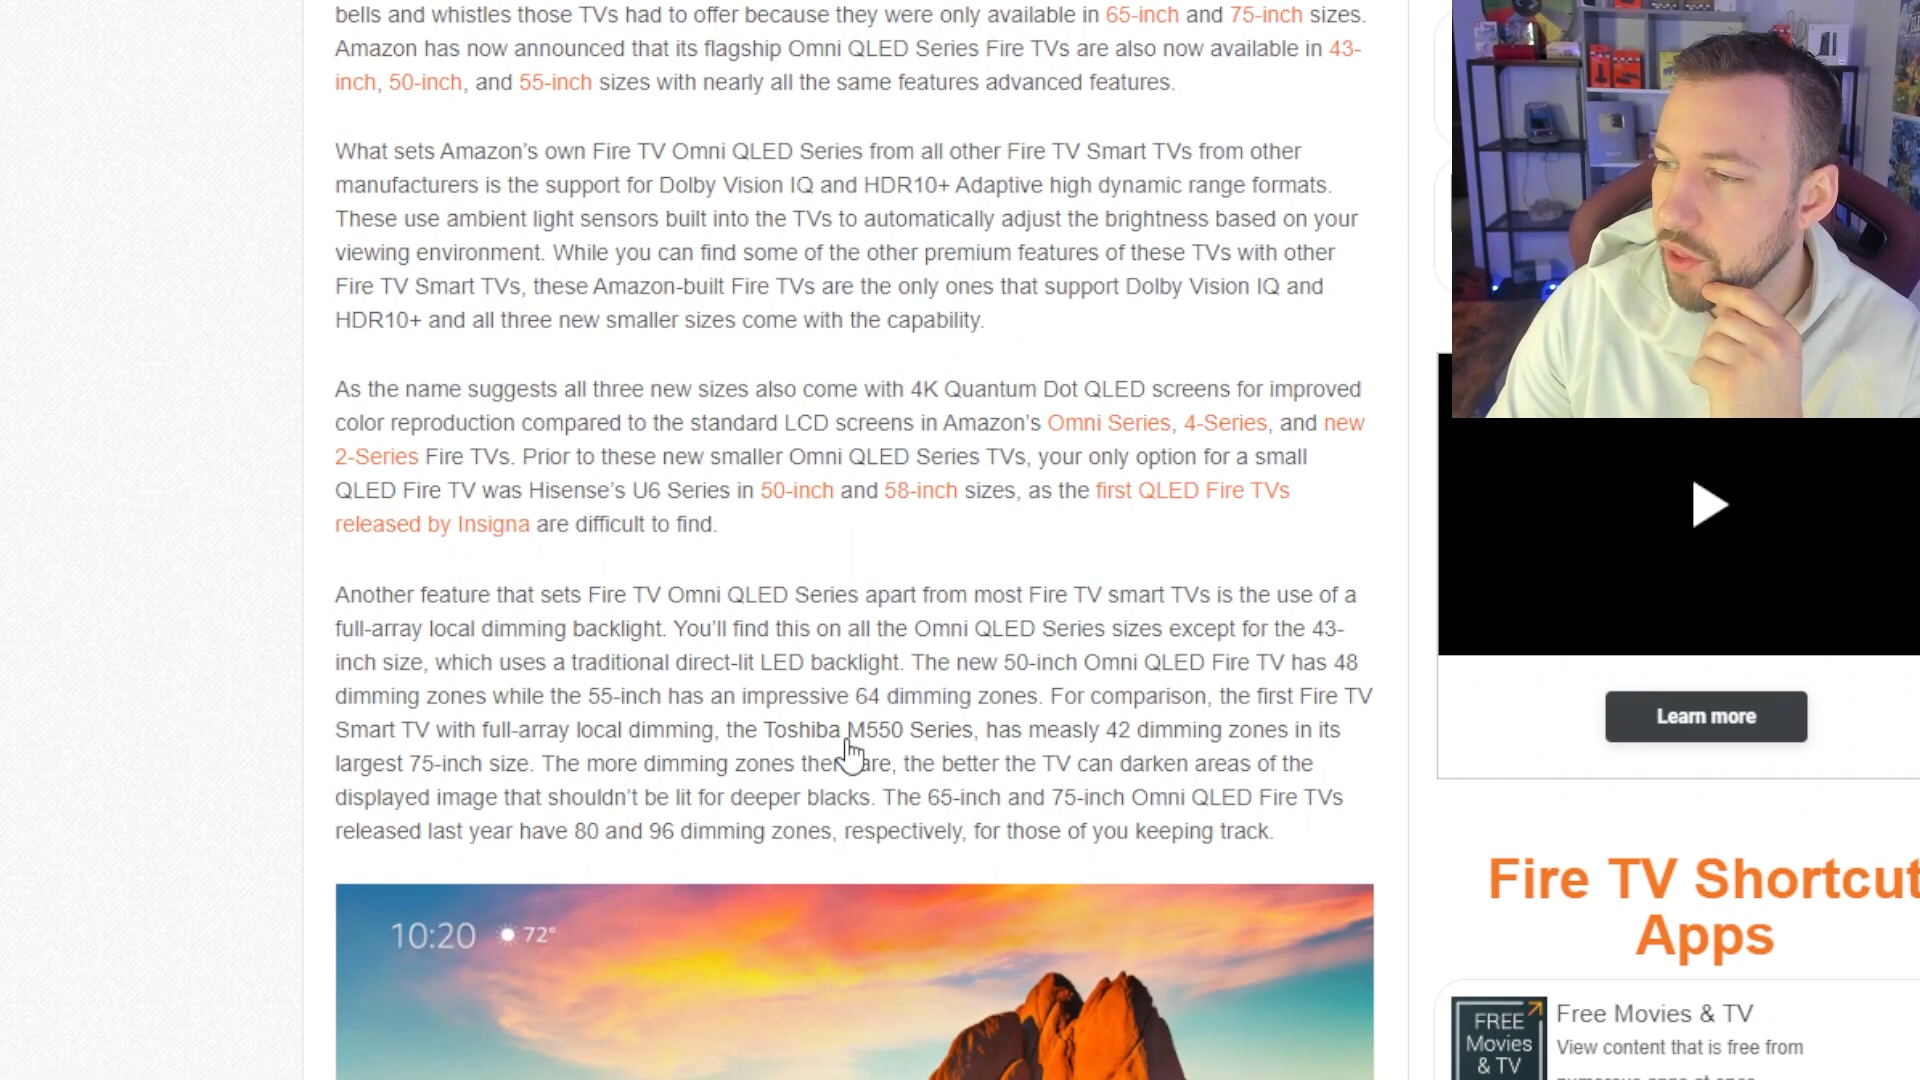 bells and whistles those TVs had to offer because they were only available in 65-inch and 75-inch sizes.
Amazon has now announced that its flagship Omni QLED Series Fire TVs are also now available in 43-
inch, 50-inch, and 55-inch sizes with nearly all the same features advanced features.
What sets Amazon’s own Fire TV Omni QLED Series from all other Fire TV Smart TVs from other
manufacturers is the support for Dolby Vision IQ and HDR10+ Adaptive high dynamic range formats.
These use ambient light sensors built into the TVs to automatically adjust the brightness based on your
viewing environment. While you can find some of the other premium features of these TVs with other
Fire TV Smart TVs, these Amazon-built Fire TVs are the only ones that support Dolby Vision IQ and
HDR10+ and all three new smaller sizes come with the capability.
As the name suggests all three new sizes also come with 4K Quantum Dot QLED screens for improved
color reproduction compared to the standard LCD screens in Amazon’s Omni Series, 4-Series, and new
2-Series Fire TVs. Prior to these new smaller Omni QLED Series TVs, your only option for a small
QLED Fire TV was Hisense’s U6 Series in 50-inch and 58-inch sizes, as the first QLED Fire TVs
released by Insigna are difficult to find.
Another feature that sets Fire TV Omni QLED Series apart from most Fire TV smart TVs is the use of a
full-array local dimming backlight. You’ll find this on all the Omni QLED Series sizes except for the 43-
inch size, which uses a traditional direct-lit LED backlight. The new 50-inch Omni QLED Fire TV has 48
dimming zones while the 55-inch has an impressive 64 dimming zones. For comparison, the first Fire TV
Smart TV with full-array local dimming, the Toshiba M550 Series, has measly 42 dimming zones in its
largest 75-inch size. The more dimming zones there are, the better the TV can darken areas of the
displayed image that shouldn’t be lit for deeper blacks. The 65-inch and 75-inch Omni QLED Fire TVs
released last year have 80 and 96 dimming zones, respectively, for those of you keeping track.
10:20 72°
Learn more
Fire TV Shortcut
Apps
FREE
Movies
& TV
Free Movies & TV
View content that is free from